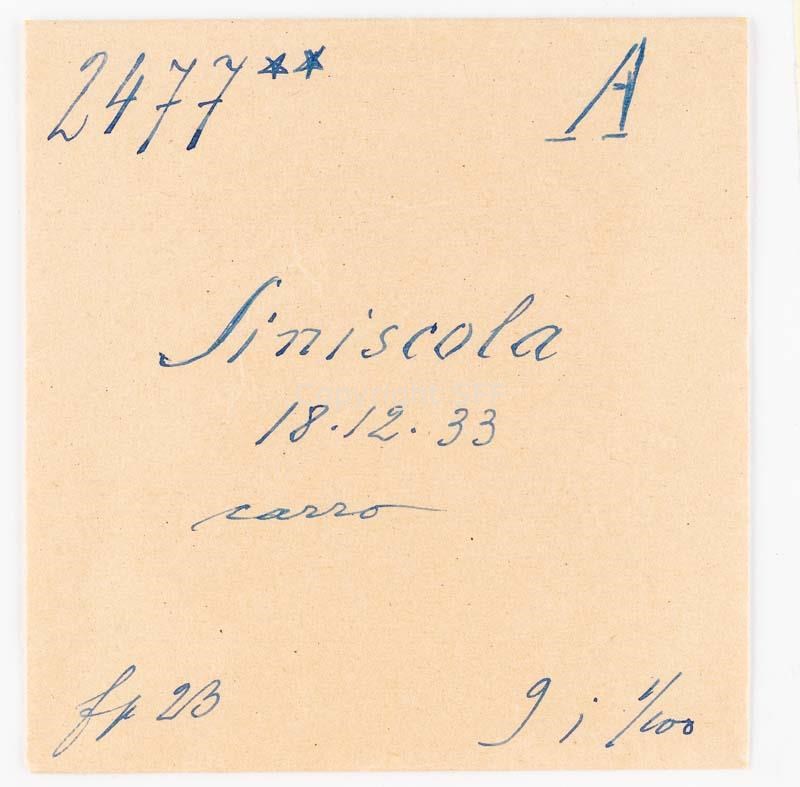 2477** A
Siniscola
18.12.33
carro
fp 23
9 i 1/100